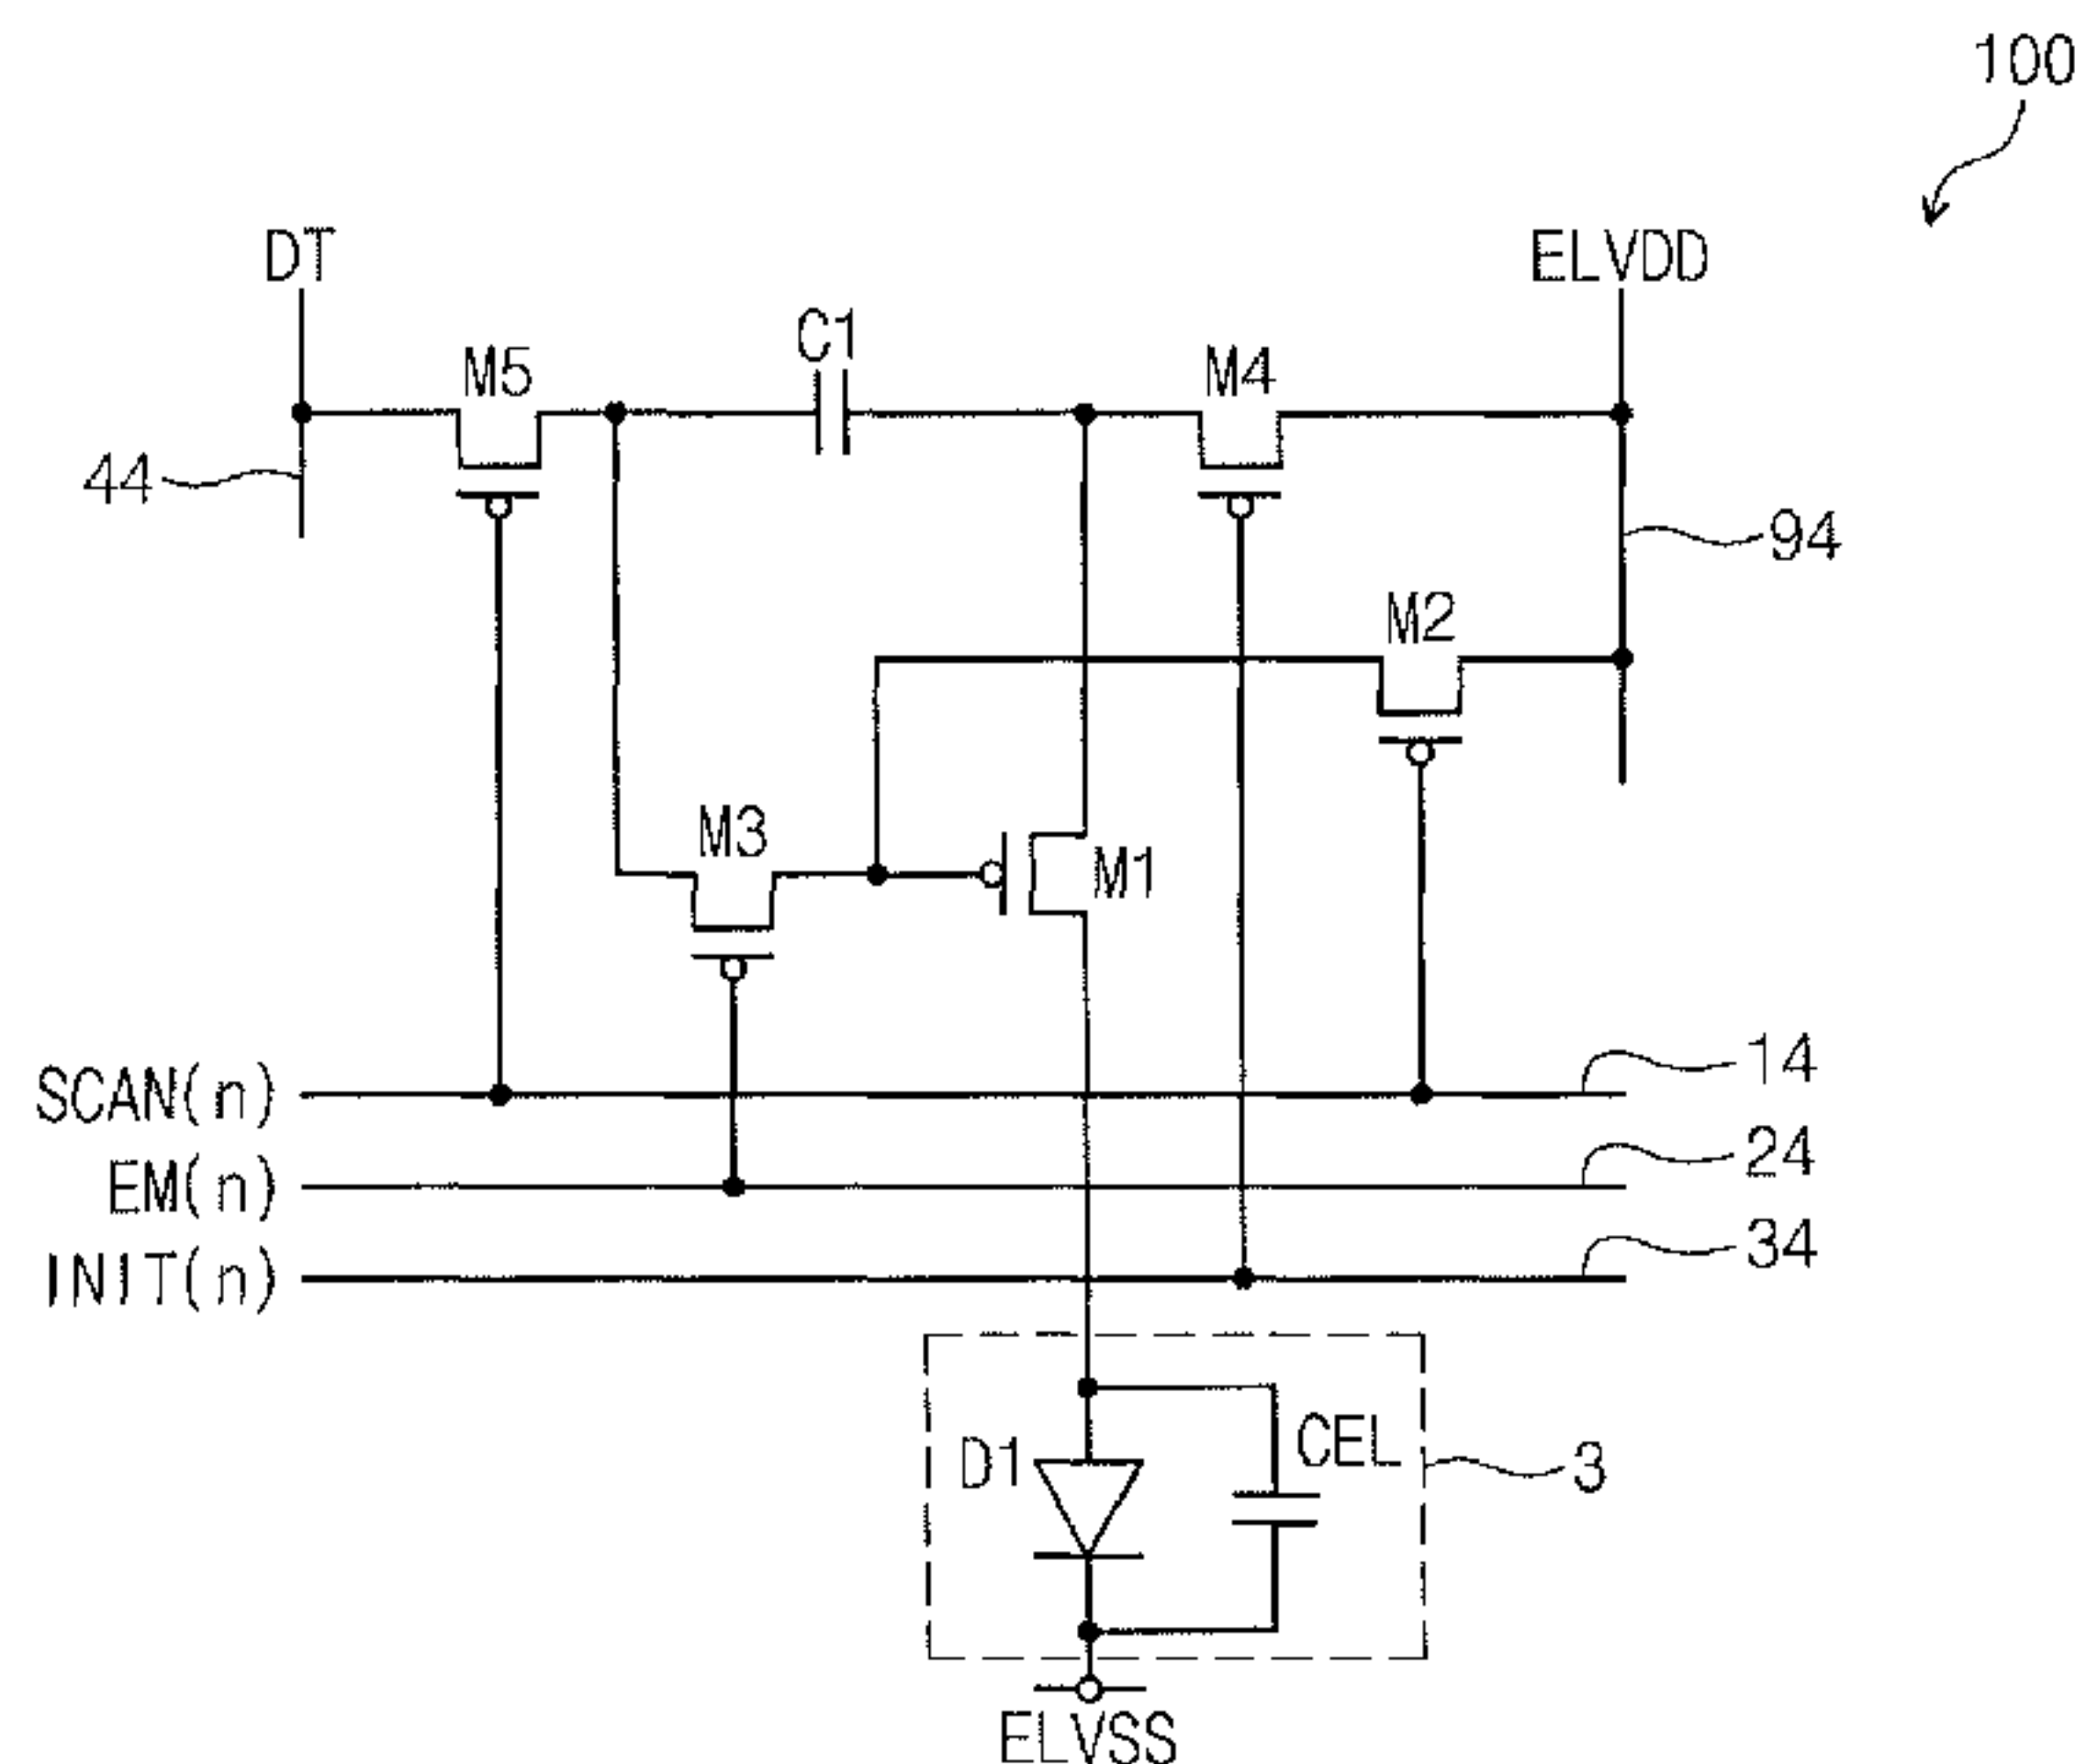 100
DT
ELVDD
C1
M5
M4
44
94
M2
M3
M1
SCAN(n)
14
EM(n)
24
INIT(n)
34
D1
CEL
3
ELVSS